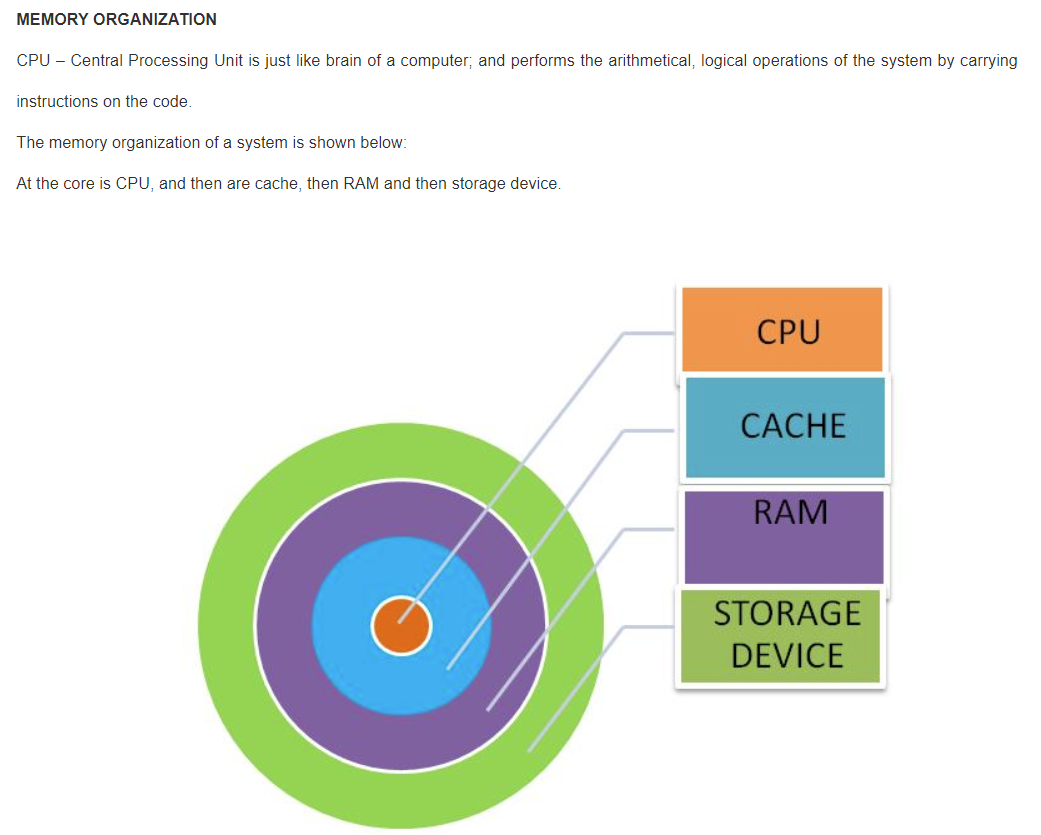 MEMORY ORGANIZATION
CPU – Central Processing Unit is just like brain of a computer; and performs the arithmetical, logical operations of the system by carrying
instructions on the code.
The memory organization of a system is shown below:
At the core is CPU, and then are cache, then RAM and then storage device.
CPU
CACHE
RAM
STORAGE
DEVICE